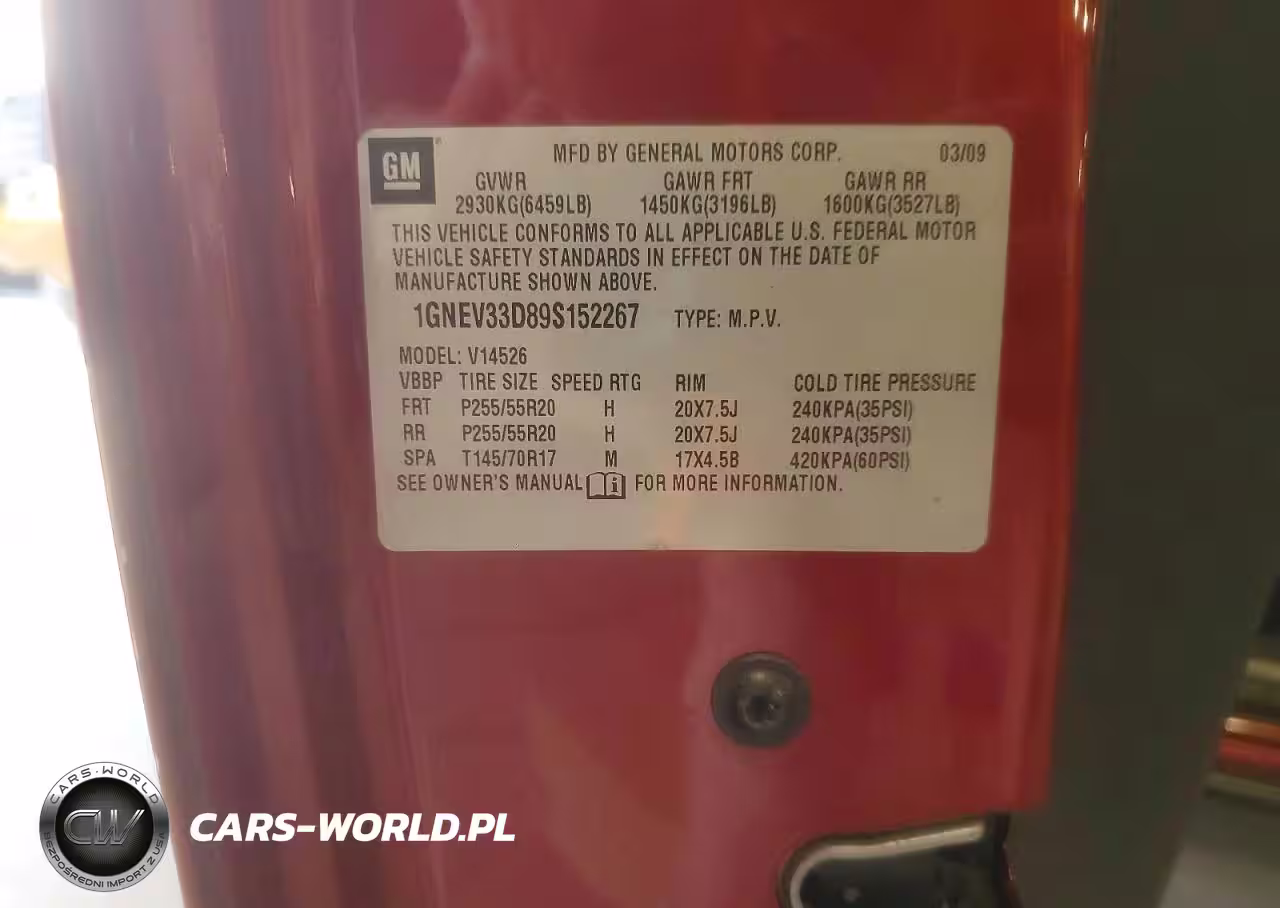 GM
MFD BY GENERAL MOTORS CORP. 03/09
GVWR GAWR FRT GAWR RR
2930KG(6459LB) 1450KG(3196LB) 1600KG(3527LB)
THIS VEHICLE CONFORMS TO ALL APPLICABLE U.S. FEDERAL MOTOR
VEHICLE SAFETY STANDARDS IN EFFECT ON THE DATE OF
MANUFACTURE SHOWN ABOVE.
1GNEV33D89S152267 TYPE: M.P.V.
MODEL: V14526
VBBP TIRE SIZE SPEED RTG RIM COLD TIRE PRESSURE
FRT P255/55R20 H 20X7.5J 240KPA(35PSI)
RR P255/55R20 H 20X7.5J 240KPA(35PSI)
SPA T145/70R17 M 17X4.5B 420KPA(60PSI)
SEE OWNER'S MANUAL i FOR MORE INFORMATION.
CARS-WORLD
CW
BEZPOŚREDNI IMPORT Z USA
CARS-WORLD.PL